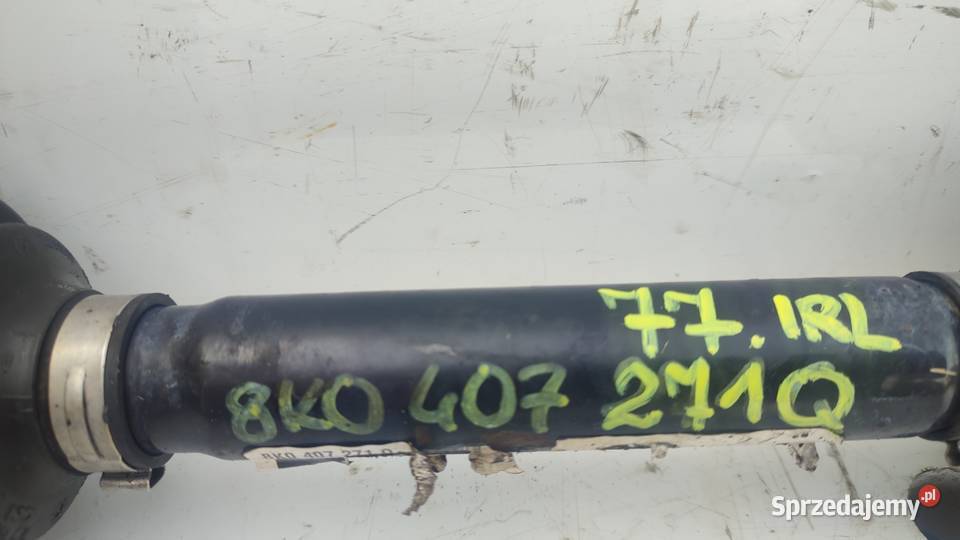 77. IRL
8K0 407 271Q
8K0 407 271 Q
Sprzedajemy.pl